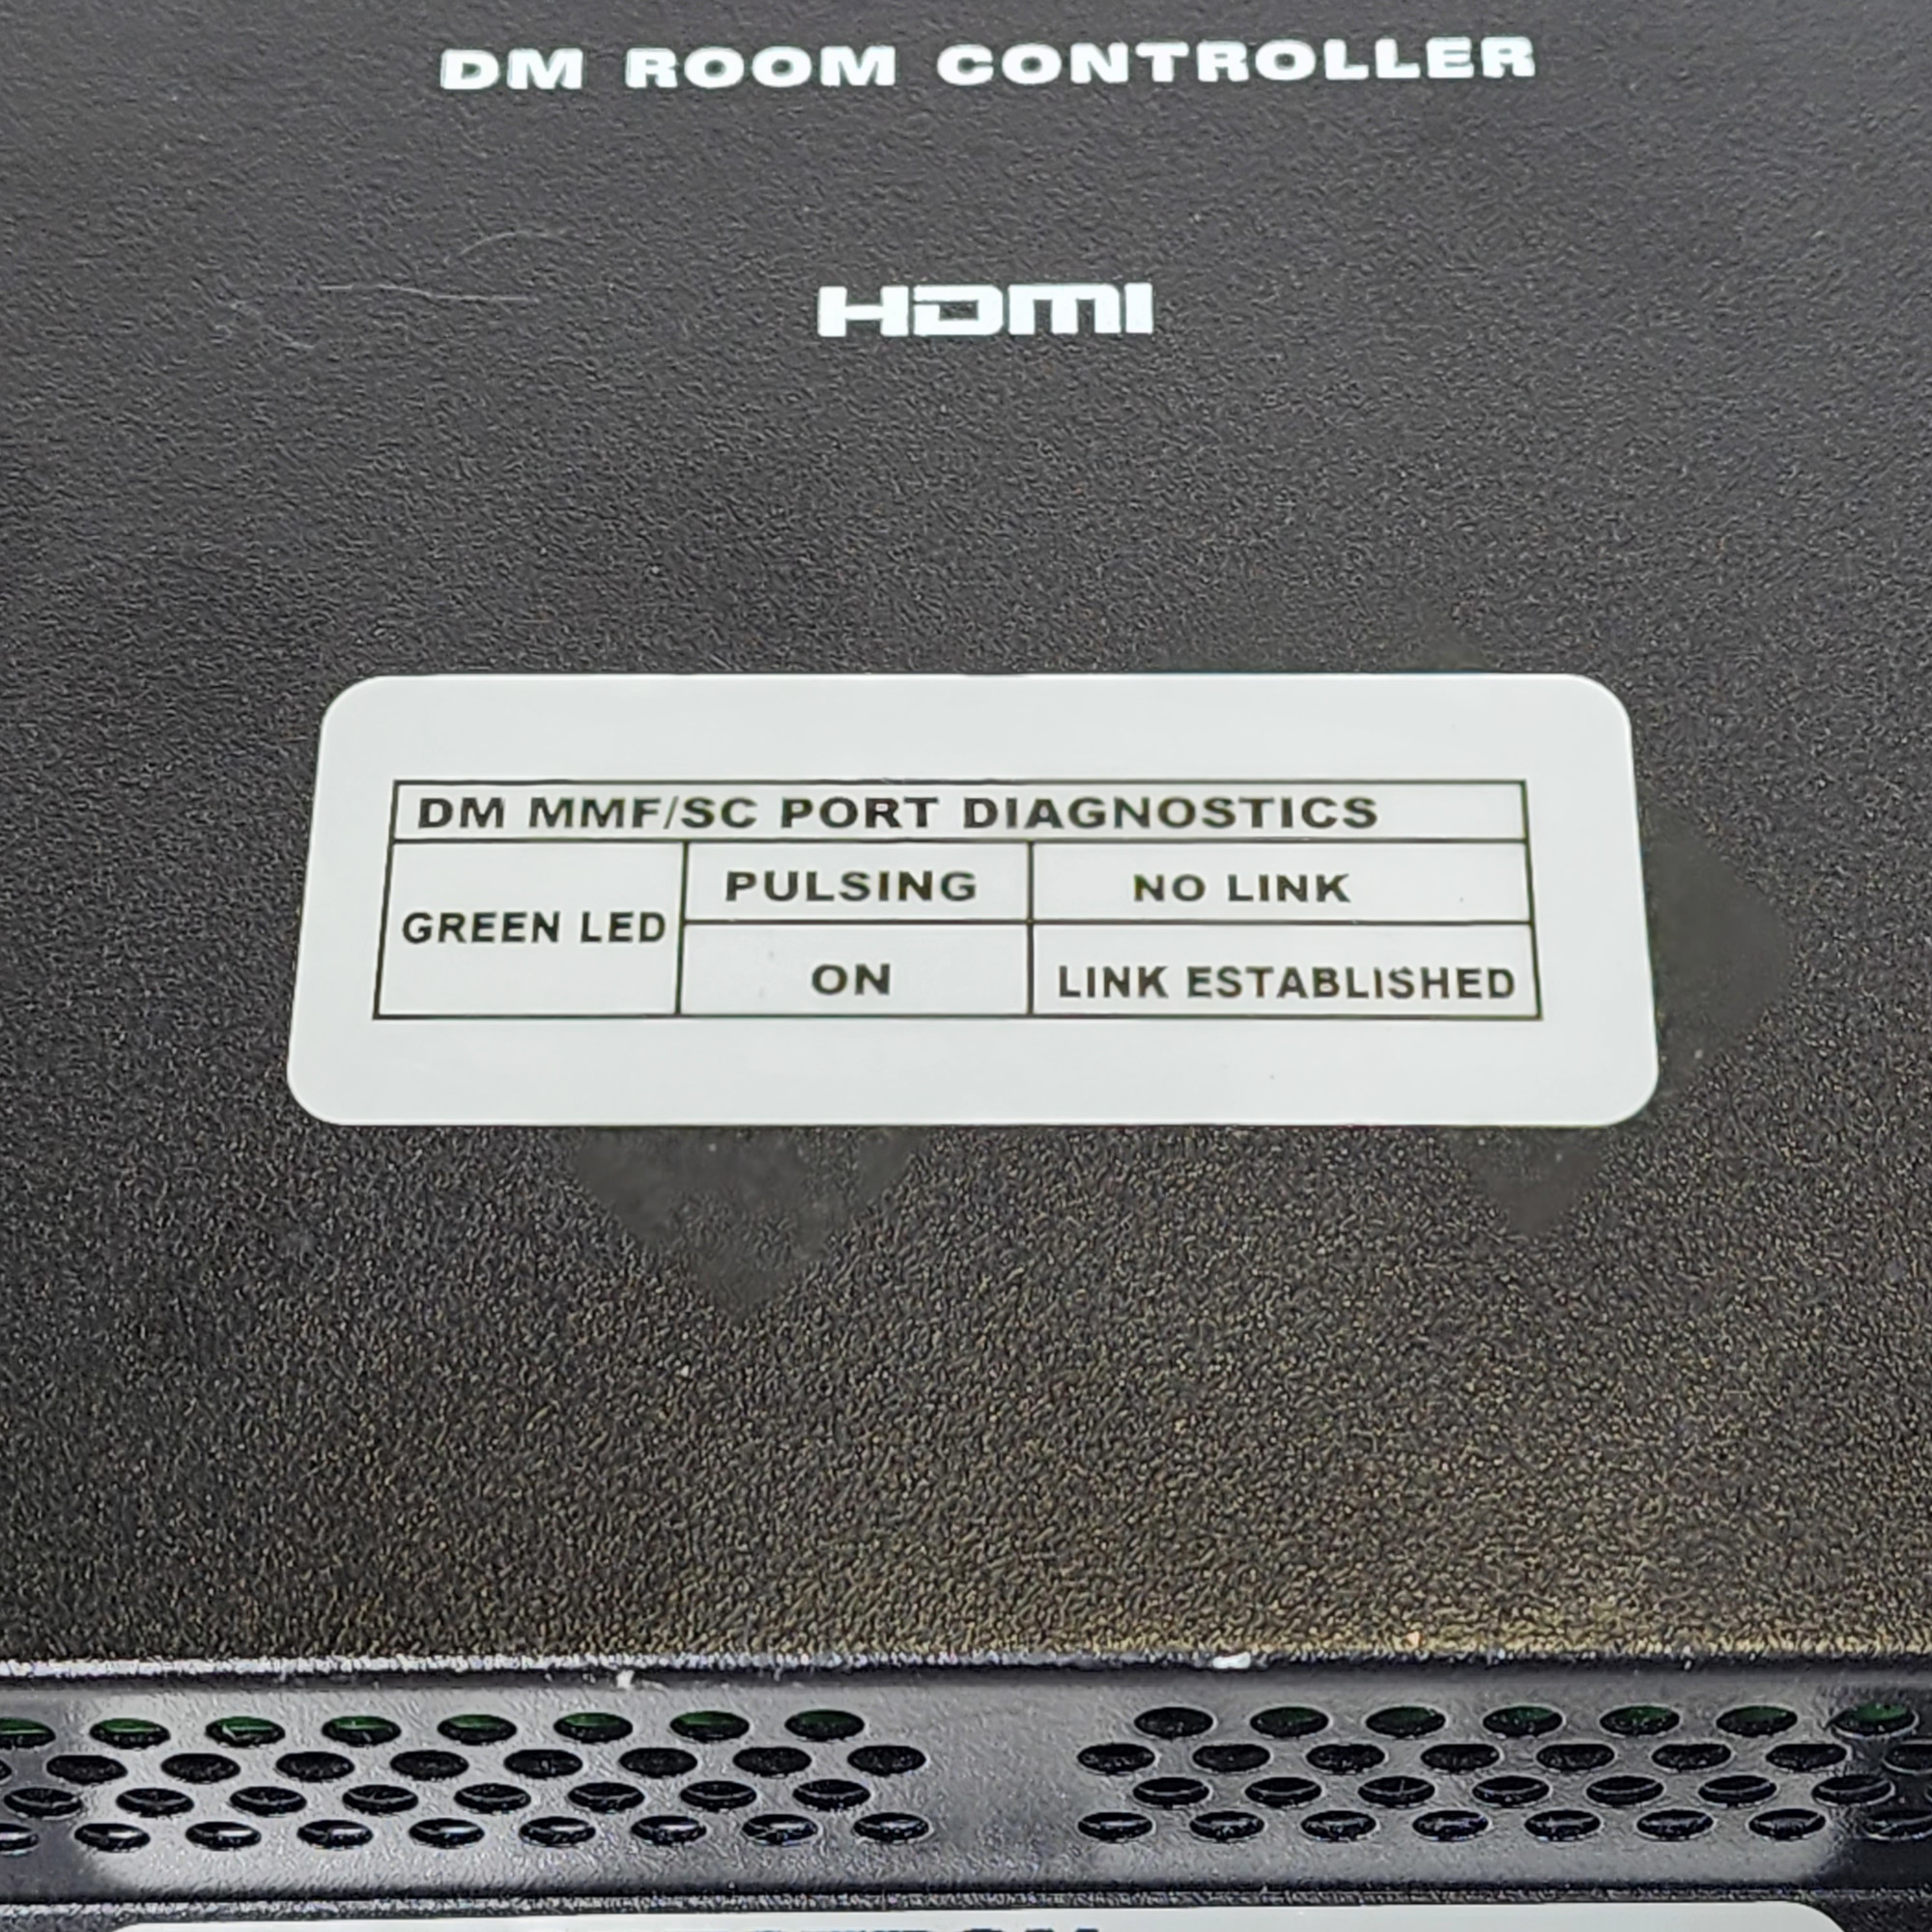 DM ROOM CONTROLLER
HDMI
DM MMF/SC PORT DIAGNOSTICS
GREEN LED
PULSING
NO LINK
ON
LINK ESTABLISHED